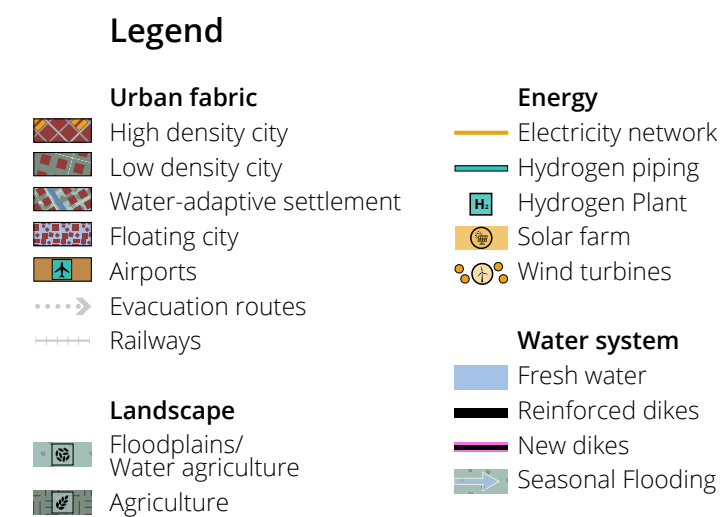 Legend
Urban fabric
High density city
Low density city
Water-adaptive settlement
Floating city
Airports
Evacuation routes
Railways
Landscape
Floodplains/
Water agriculture
Agriculture
Energy
Electricity network
Hydrogen piping
H₂ Hydrogen Plant
Solar farm
Wind turbines
Water system
Fresh water
Reinforced dikes
New dikes
Seasonal Flooding